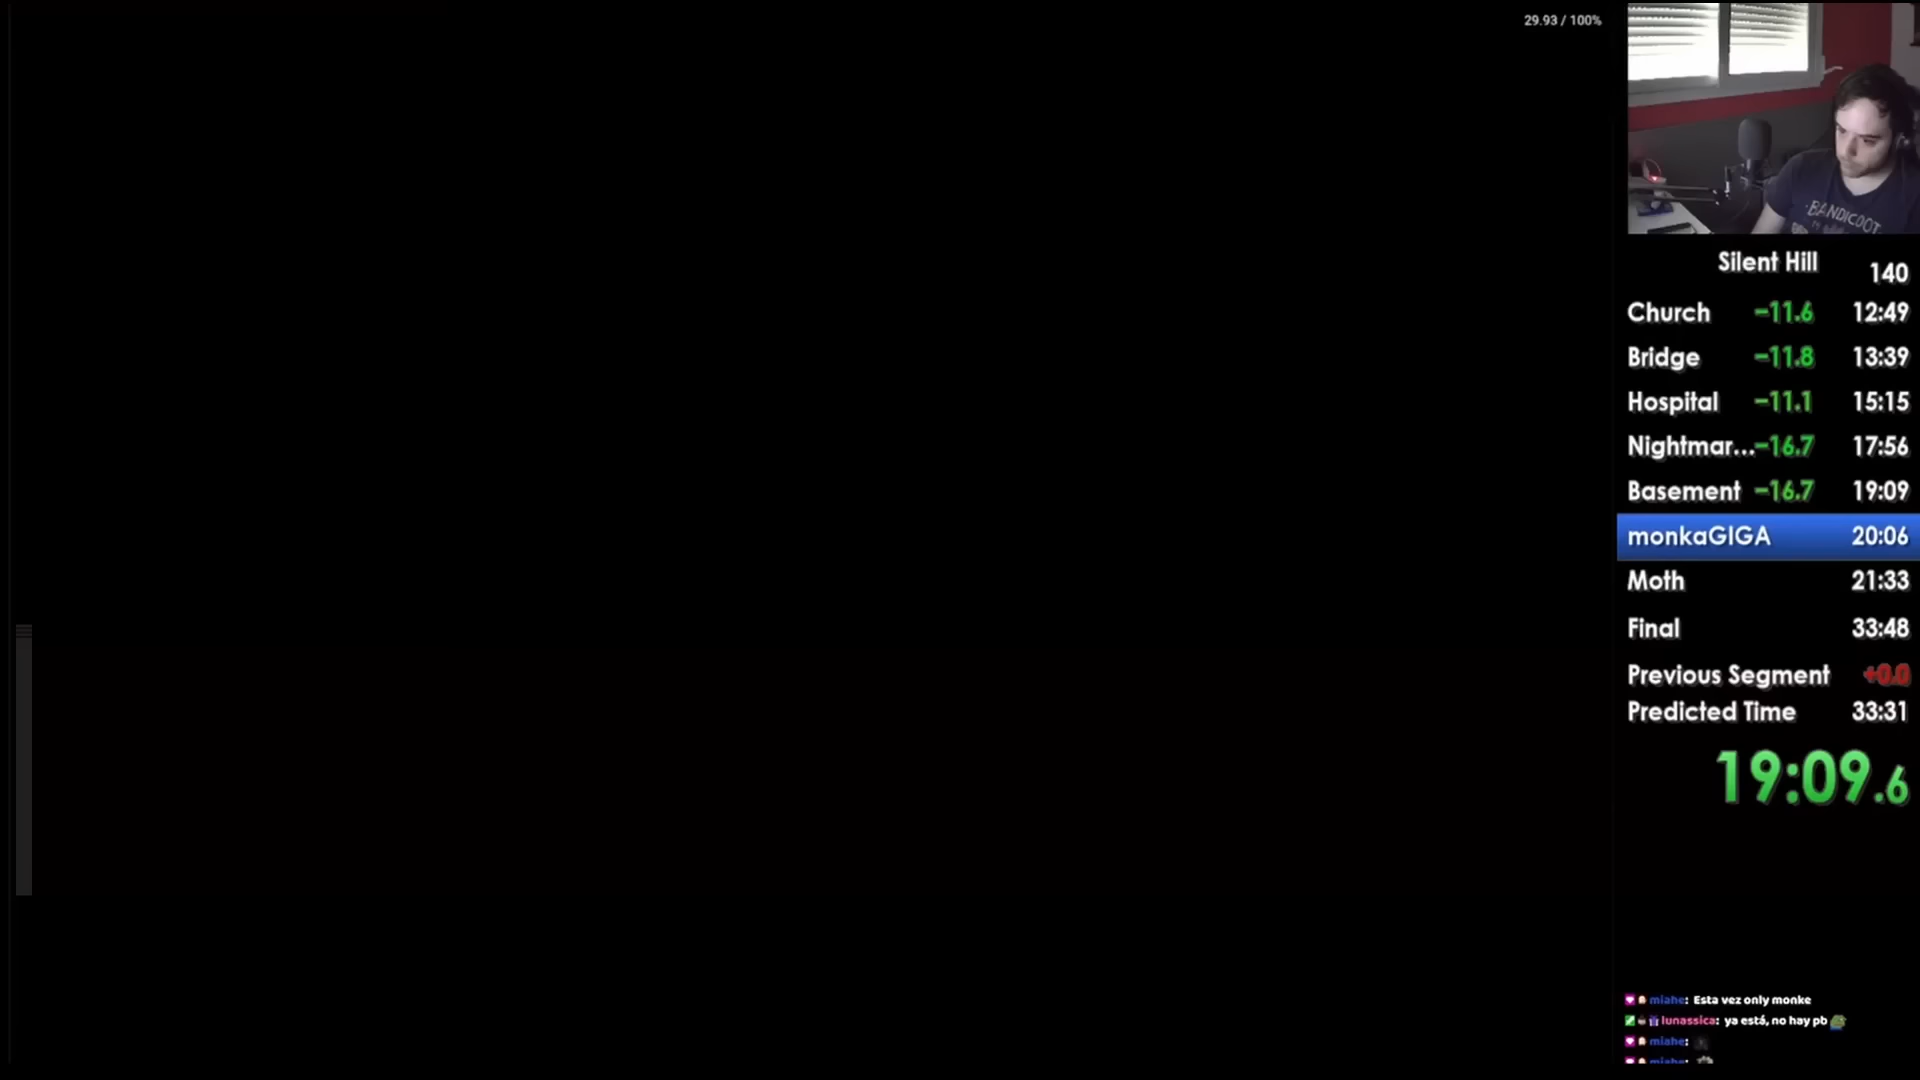 29.93 / 100%
BANDICOOT
Silent Hill
140
Church -11.6 12:49
Bridge -11.8 13:39
Hospital -11.1 15:15
Nightmar... -16.7 17:56
Basement -16.7 19:09
monkaGIGA 20:06
Moth 21:33
Final 33:48
Previous Segment +0.0
Predicted Time 33:31
19:09.6
miahe: Esta vez only monke
lunassica: ya está, no hay pb
miahe:
miahe: